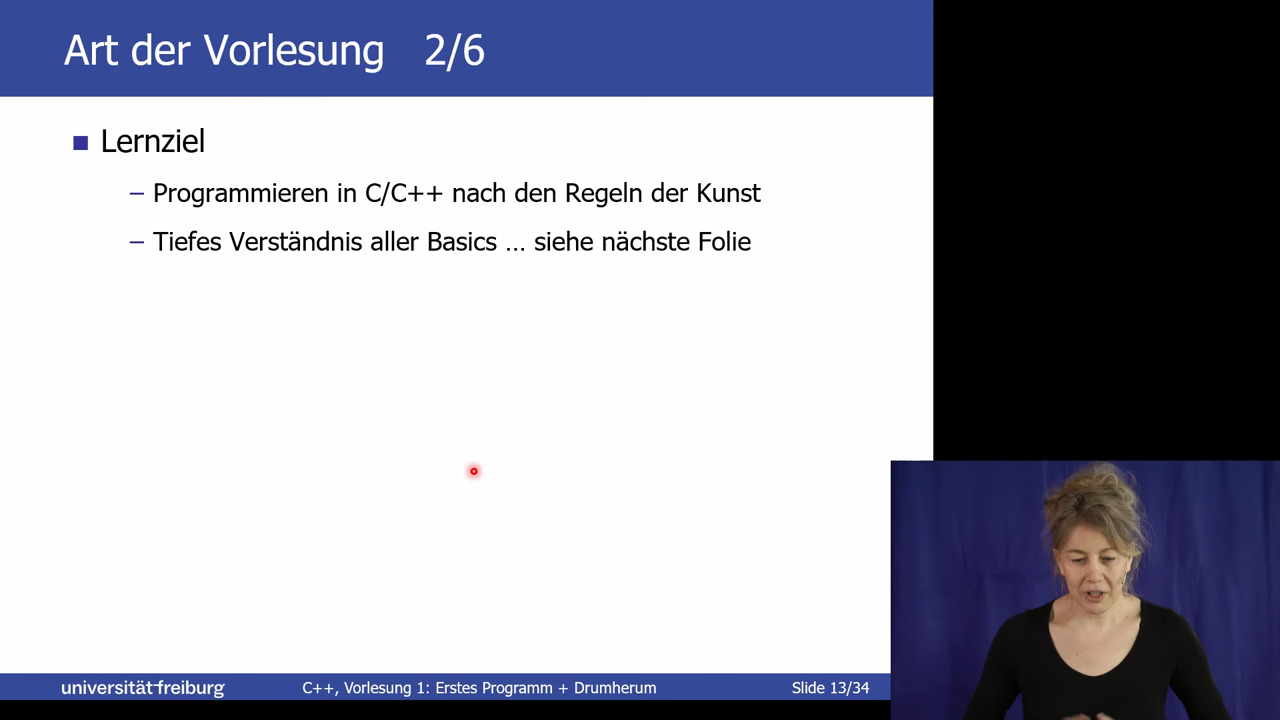 Art der Vorlesung 2/6
Lernziel
– Programmieren in C/C++ nach den Regeln der Kunst
– Tiefes Verständnis aller Basics … siehe nächste Folie
universität freiburg
C++, Vorlesung 1: Erstes Programm + Drumherum
Slide 13/34